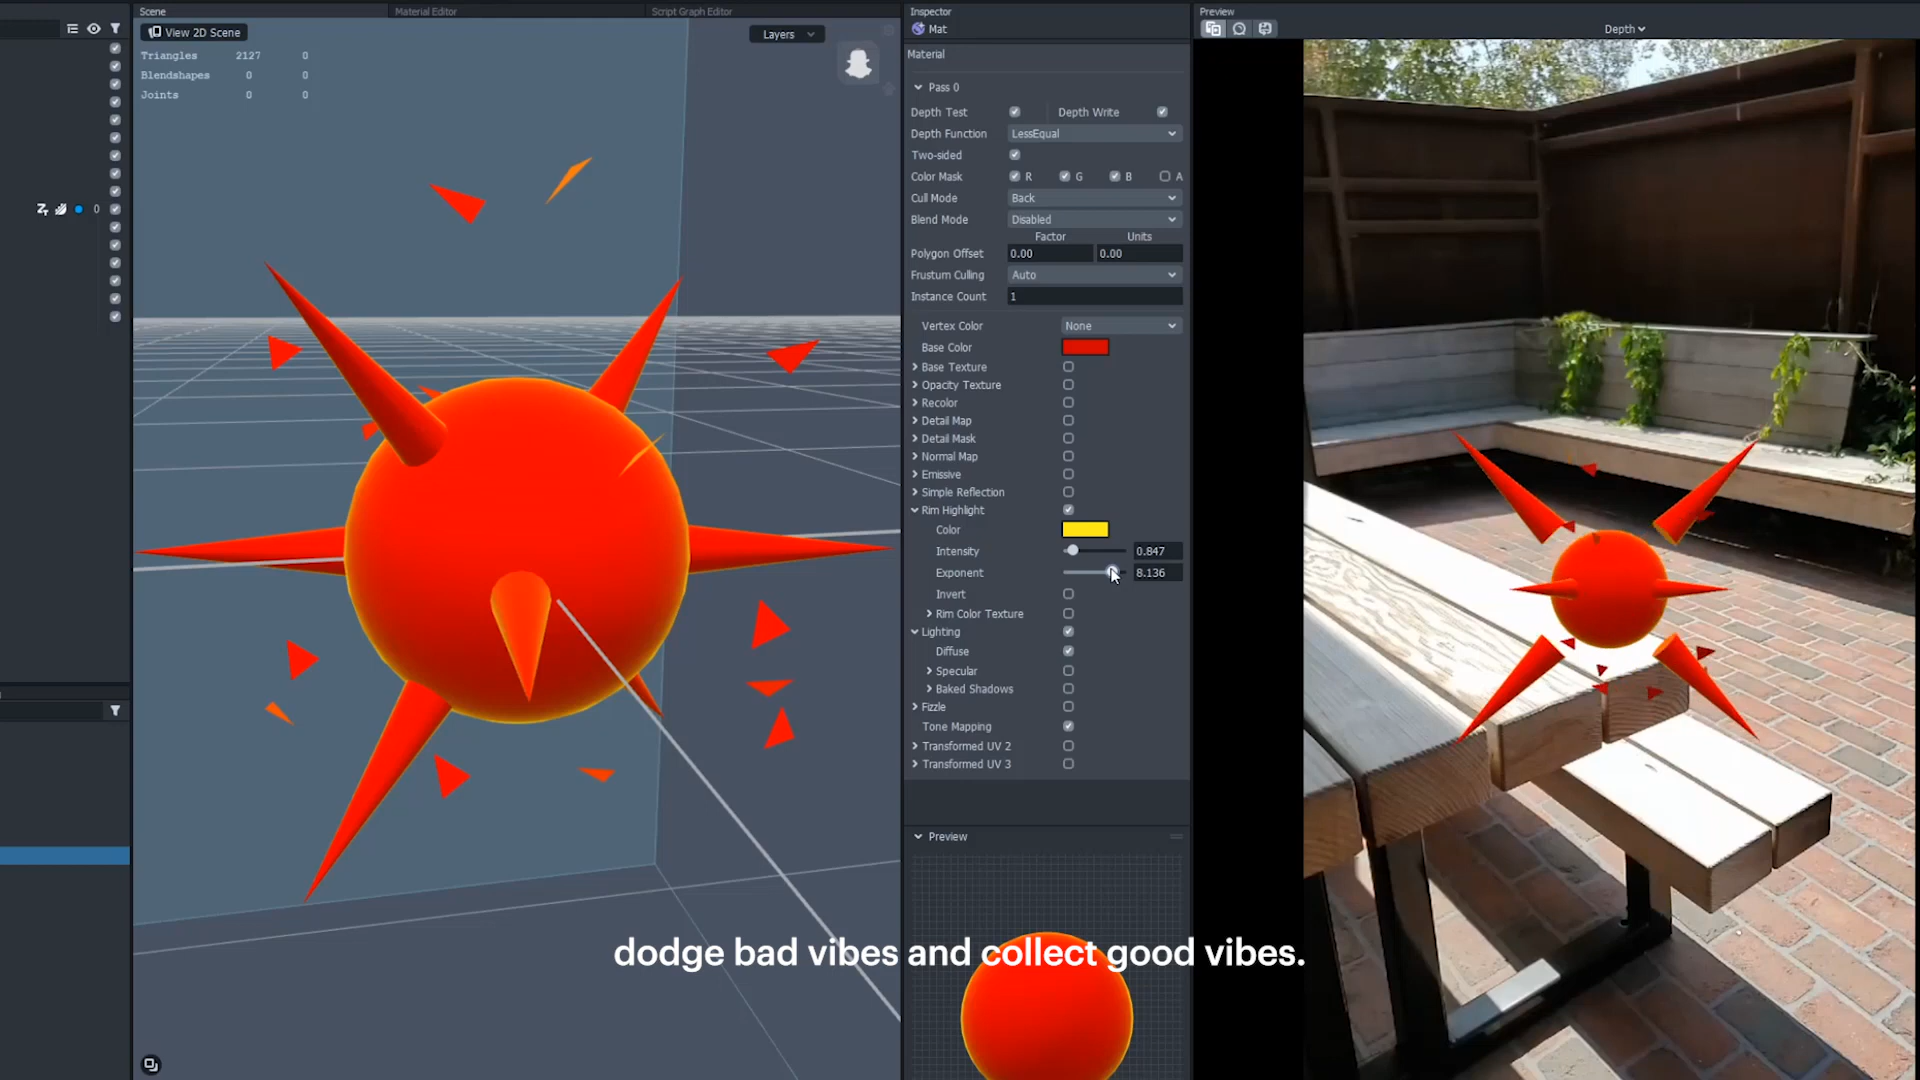 Scene
Material Editor
Script Graph Editor
View 2D Scene
Layers
Triangles 2127 0
Blendshapes 0 0
Joints 0 0
0
Inspector
Mat
Material
Pass 0
Depth Test
Depth Write
Depth Function LessEqual
Two-sided
Color Mask R G B A
Cull Mode Back
Blend Mode Disabled
Factor Units
Polygon Offset 0.00 0.00
Frustum Culling Auto
Instance Count 1
Vertex Color None
Base Color
Base Texture
Opacity Texture
Recolor
Detail Map
Detail Mask
Normal Map
Emissive
Simple Reflection
Rim Highlight
Color
Intensity 0.847
Exponent 8.136
Invert
Rim Color Texture
Lighting
Diffuse
Specular
Baked Shadows
Fizzle
Tone Mapping
Transformed UV 2
Transformed UV 3
Preview
Preview
Depth
dodge bad vibes and collect good vibes.